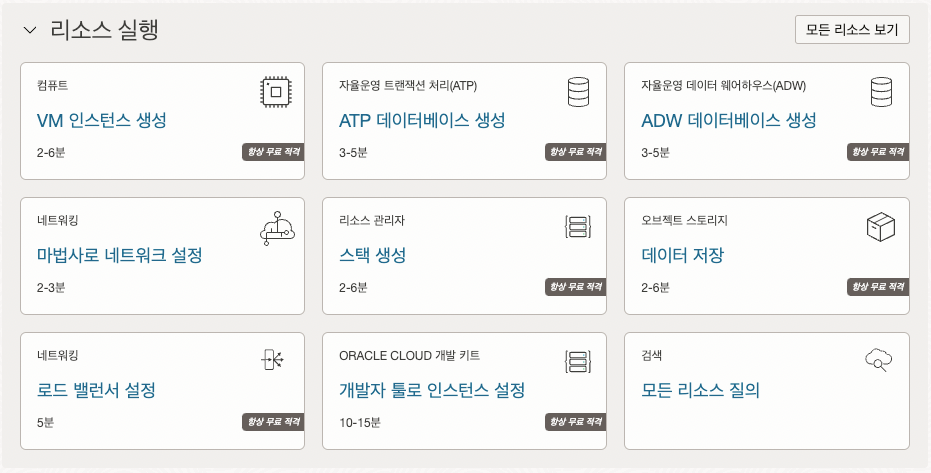 리소스 실행
모든 리소스 보기
컴퓨트
VM 인스턴스 생성
2-6분
항상 무료 적격
자율운영 트랜잭션 처리(ATP)
ATP 데이터베이스 생성
3-5분
항상 무료 적격
자율운영 데이터 웨어하우스(ADW)
ADW 데이터베이스 생성
3-5분
항상 무료 적격
네트워킹
마법사로 네트워크 설정
2-3분
리소스 관리자
스택 생성
2-6분
항상 무료 적격
오브젝트 스토리지
데이터 저장
2-6분
항상 무료 적격
네트워킹
로드 밸런서 설정
5분
항상 무료 적격
ORACLE CLOUD 개발 키트
개발자 툴로 인스턴스 설정
10-15분
항상 무료 적격
검색
모든 리소스 질의